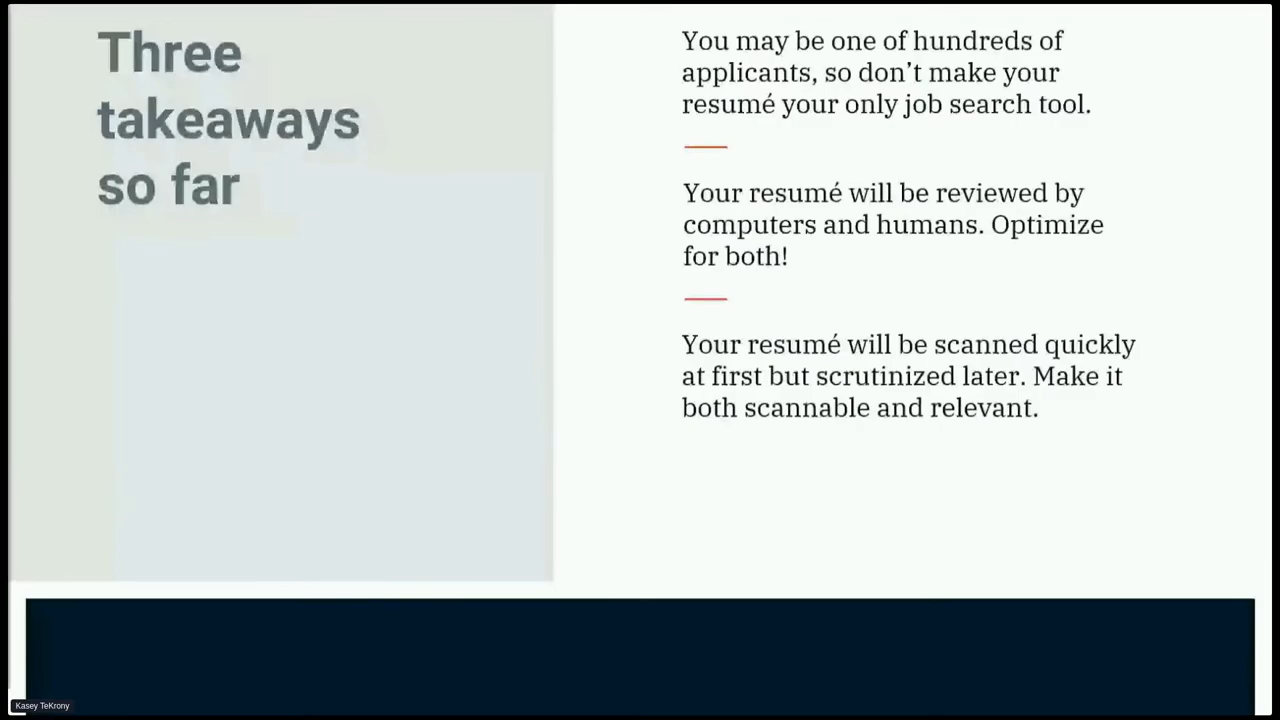 Three
takeaways
so far
You may be one of hundreds of
applicants, so don’t make your
resumé your only job search tool.
Your resumé will be reviewed by
computers and humans. Optimize
for both!
Your resumé will be scanned quickly
at first but scrutinized later. Make it
both scannable and relevant.
Kasey TeKrony